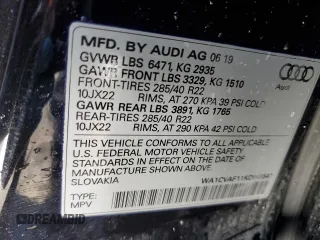 MFD. BY AUDI AG 06 19
GVWR LBS 6471, KG 2935
GAWR FRONT LBS 3329, KG 1510
FRONT-TIRES 285/40 R22
10JX22 RIMS, AT 270 KPA 39 PSI COLD
GAWR REAR LBS 3891, KG 1765
REAR-TIRES 285/40 R22
10JX22 RIMS, AT 290 KPA 42 PSI COLD
Audi
THIS VEHICLE CONFORMS TO ALL APPLICABLE
FEDERAL MOTOR VEHICLE SAFETY
STANDARDS IN EFFECT ON THE DATE OF
MANUFACTURE SHOWN ABOVE
SLOVAKIA
TYPE:
MPV
DREAMBID